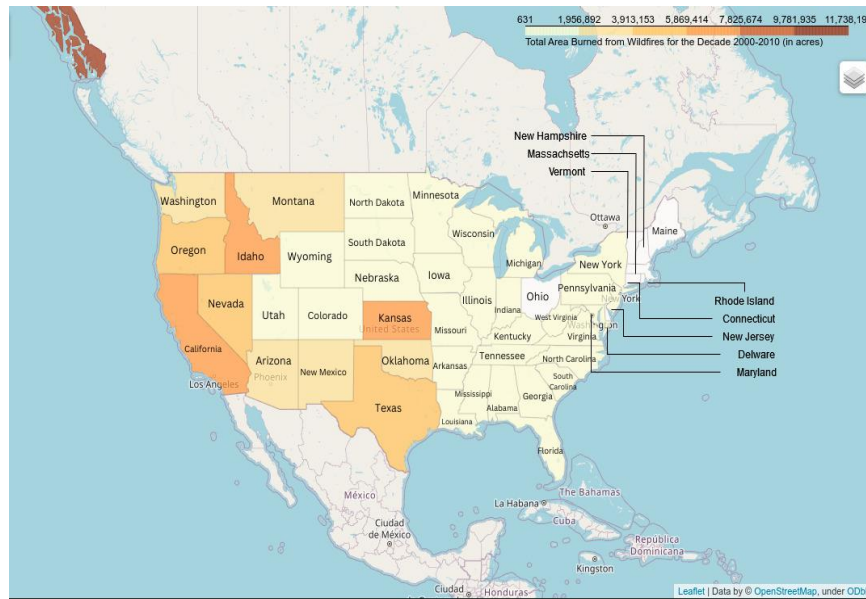 631 1,956,892 3,913,153 5,869,414 7,825,674 9,781,935 11,738,19
Total Area Burned from Wildfires for the Decade 2000-2010 (in acres)
New Hampshire
Massachsetts
Vermont
Washington
Montana
North Dakota
Minnesota
Ottawa
Maine
Oregon
Idaho
Wyoming
South Dakota
Wisconsin
Michigan
New York
Nebraska
Iowa
Pennsylvania
New York
Nevada
Utah
Colorado
Kansas
United States
Illinois
Indiana
Ohio
Rhode Island
Missouri
West Virginia
Washington
Virginia
Connecticut
California
Kentucky
New Jersey
Arizona
Phoenix
New Mexico
Oklahoma
Arkansas
Tennessee
North Carolina
Delware
Los Angeles
South
Carolina
Maryland
Texas
Mississippi
Alabama
Georgia
Louisiana
Florida
México
La Habana
The Bahamas
Cuba
Ciudad
de México
República
Dominicana
Kingston
Ciudad
Honduras
Leaflet | Data by © OpenStreetMap, under ODb